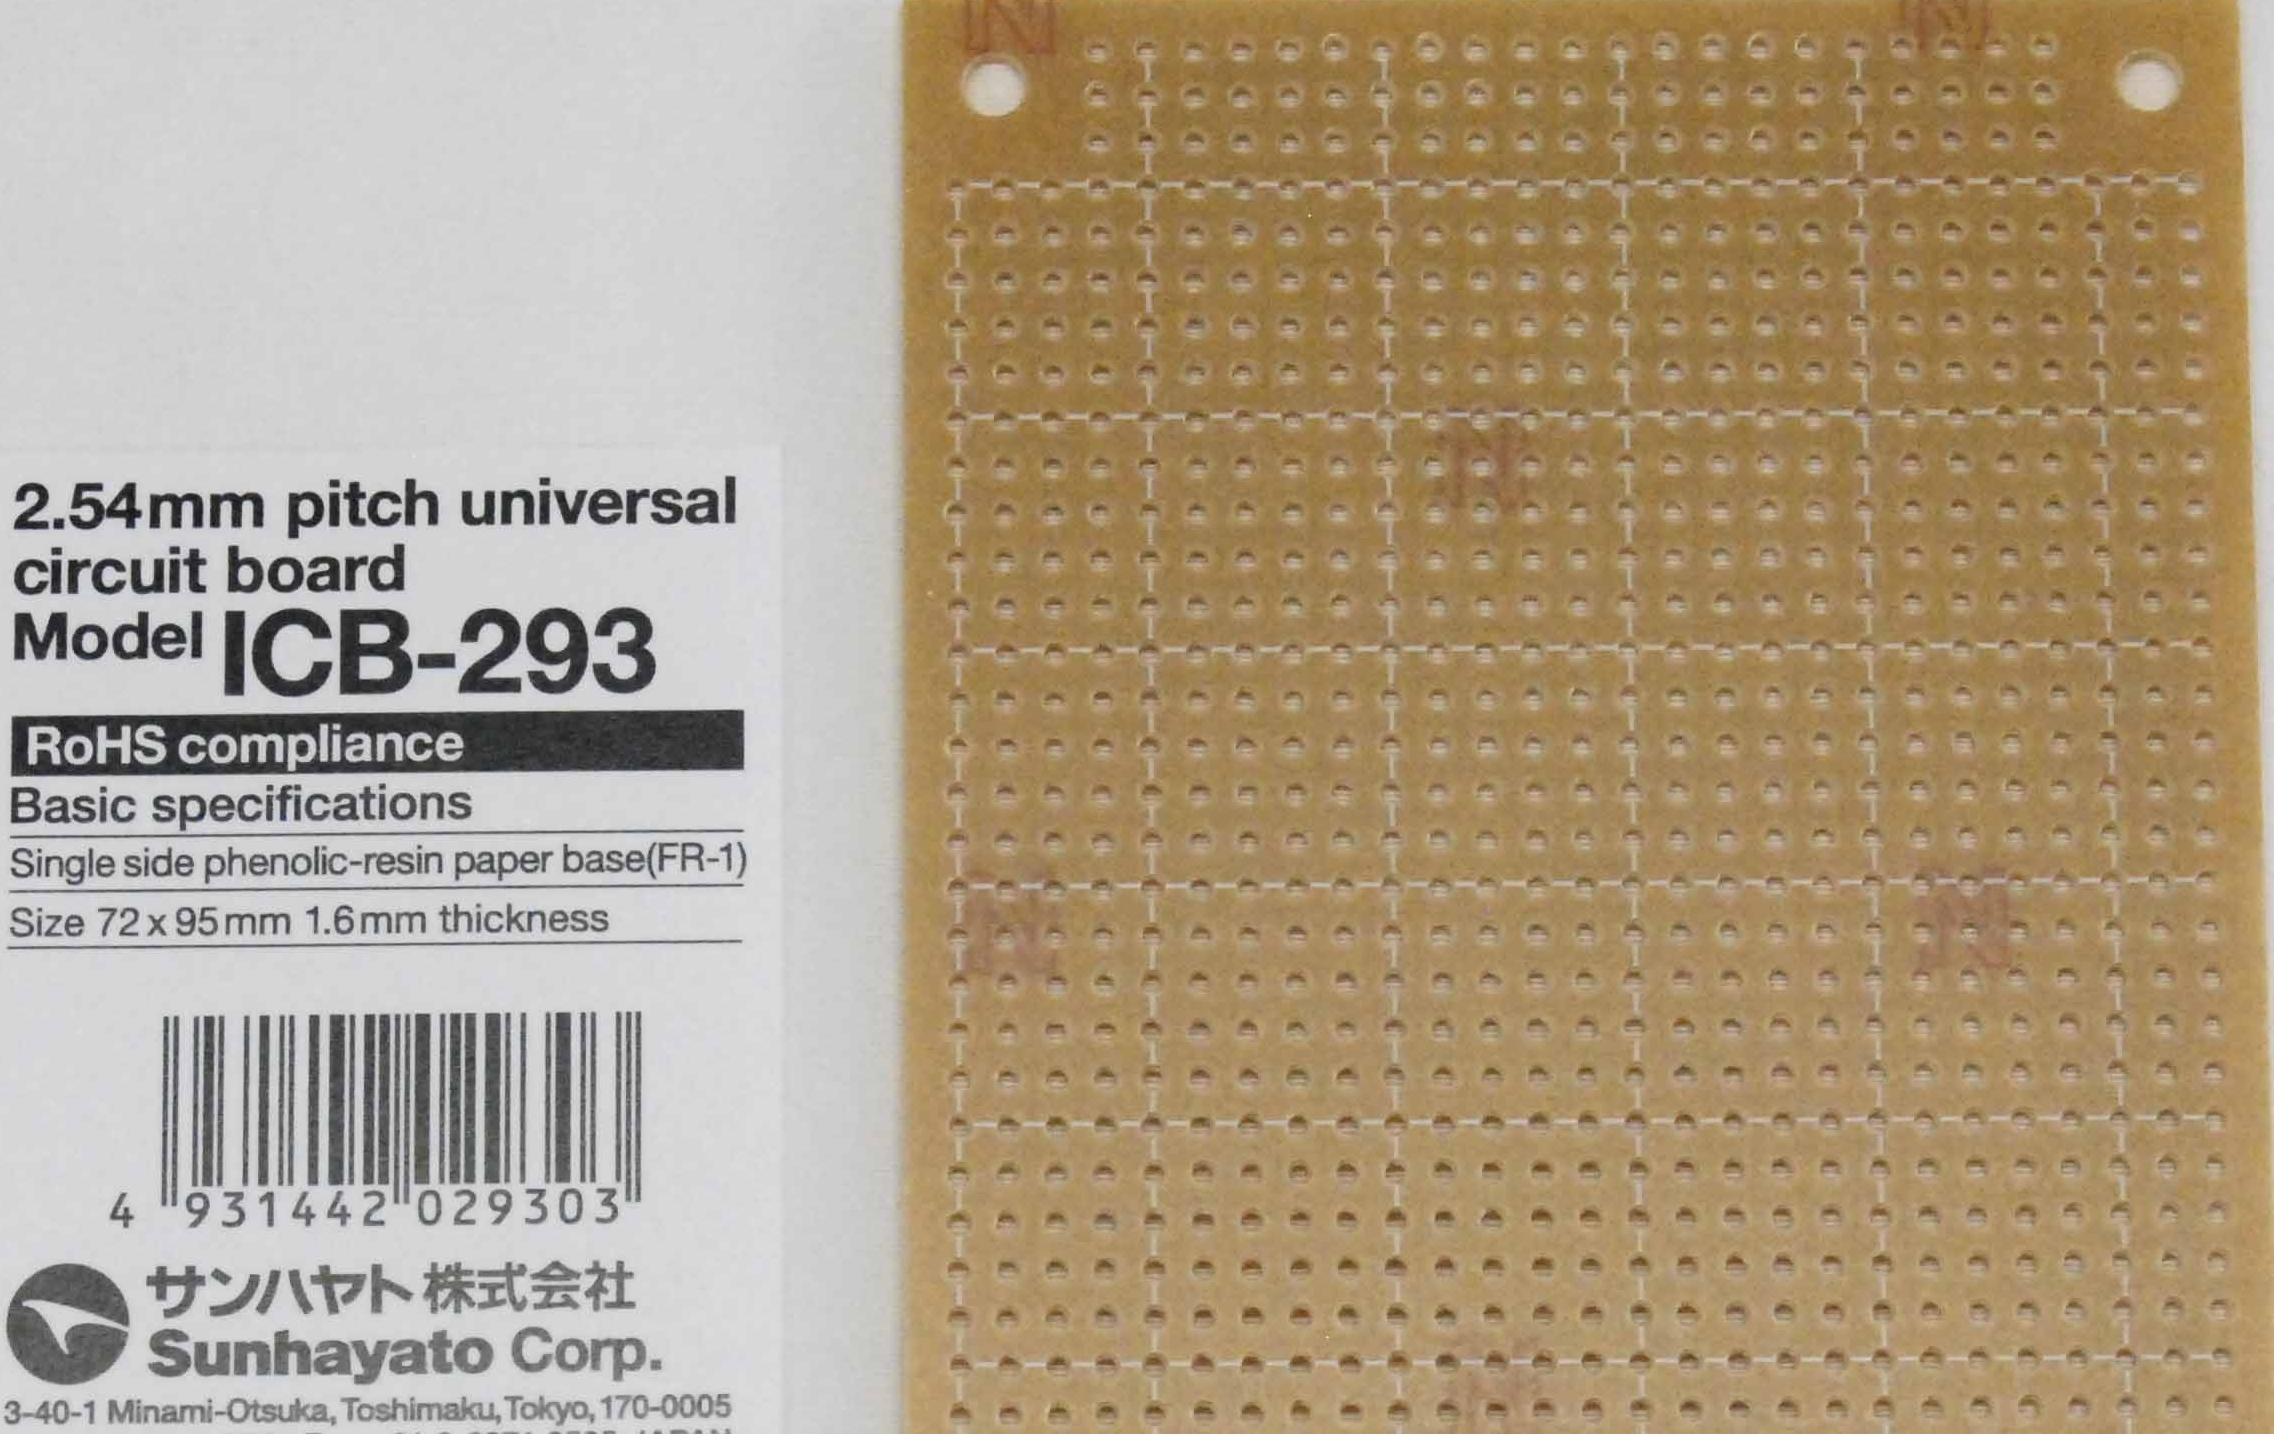 2.54mm pitch universal
circuit board
Model ICB-293
RoHS compliance
Basic specifications
Single side phenolic-resin paper base(FR-1)
Size 72 x 95mm 1.6mm thickness
4 931442 029303
サンハヤト株式会社
Sunhayato Corp.
3-40-1 Minami-Otsuka, Toshimaku, Tokyo, 170-0005
N
N
N
N
N